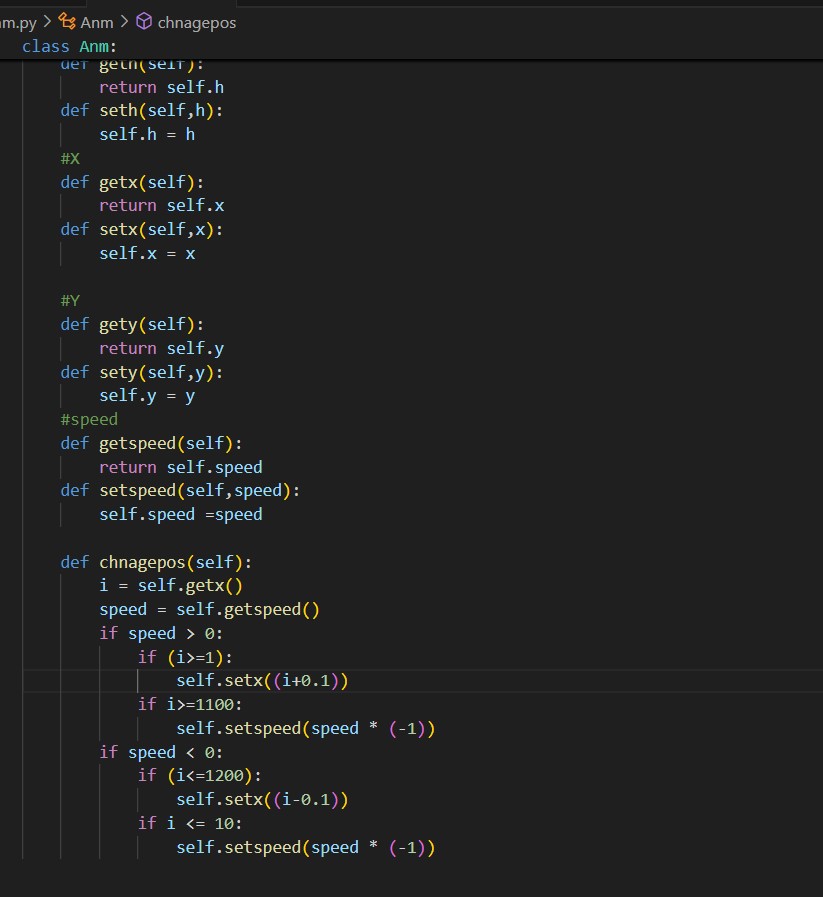 m.py > Anm > chnagepos
class Anm:
def geth(self):
return self.h
def seth(self,h):
self.h = h
#X
def getx(self):
return self.x
def setx(self,x):
self.x = x
#Y
def gety(self):
return self.y
def sety(self,y):
self.y = y
#speed
def getspeed(self):
return self.speed
def setspeed(self,speed):
self.speed =speed
def chnagepos(self):
i = self.getx()
speed = self.getspeed()
if speed > 0:
if (i>=1):
self.setx((i+0.1))
if i>=1100:
self.setspeed(speed * (-1))
if speed < 0:
if (i<=1200):
self.setx((i-0.1))
if i <= 10:
self.setspeed(speed * (-1))